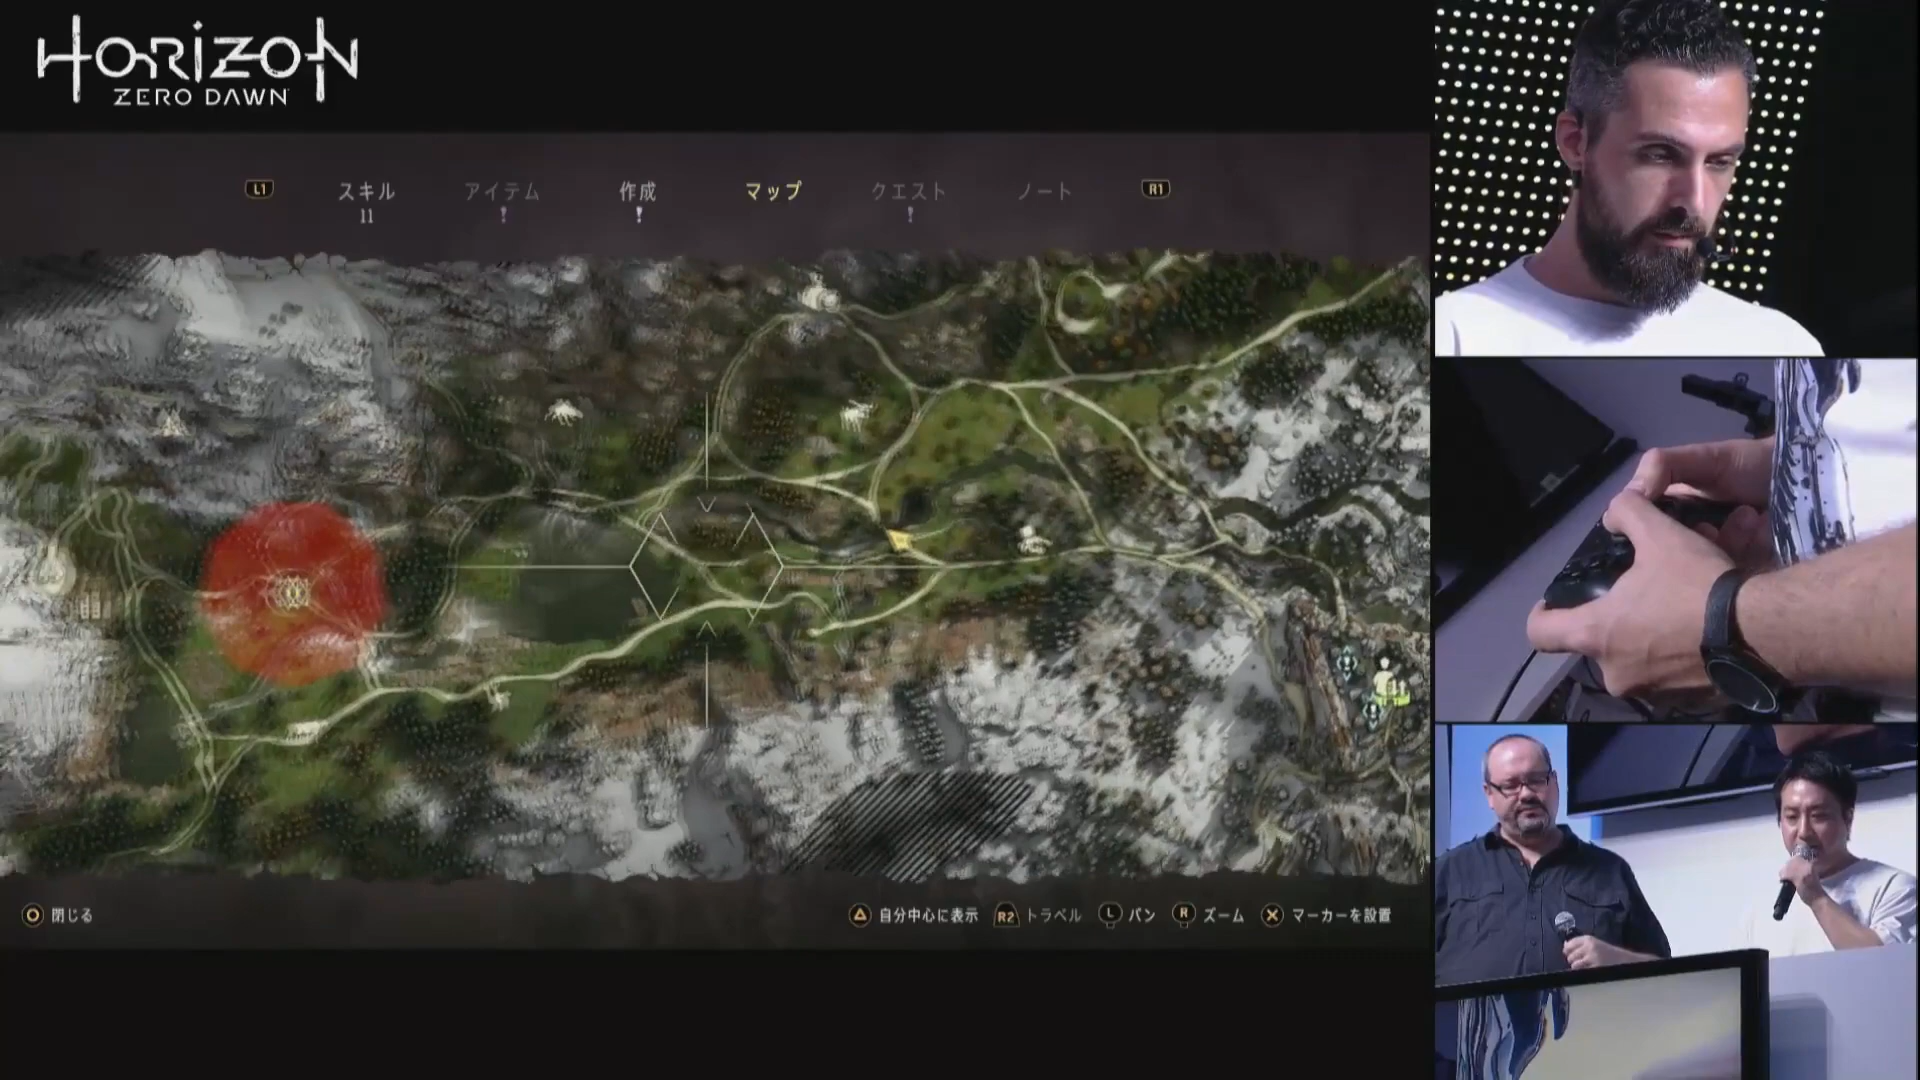 HORIZON
ZERO DAWN
L1 スキル アイテム 作成 マップ クエスト ノート R1
11 ! ! !
閉じる
自分中心に表示 R2 トラベル L パン R ズーム マーカーを設置